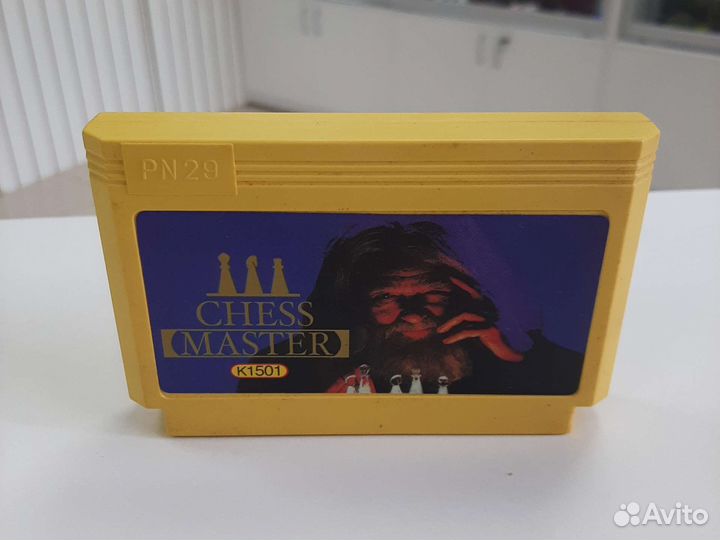 PN29
CHESS
MASTER
K1501
Avito